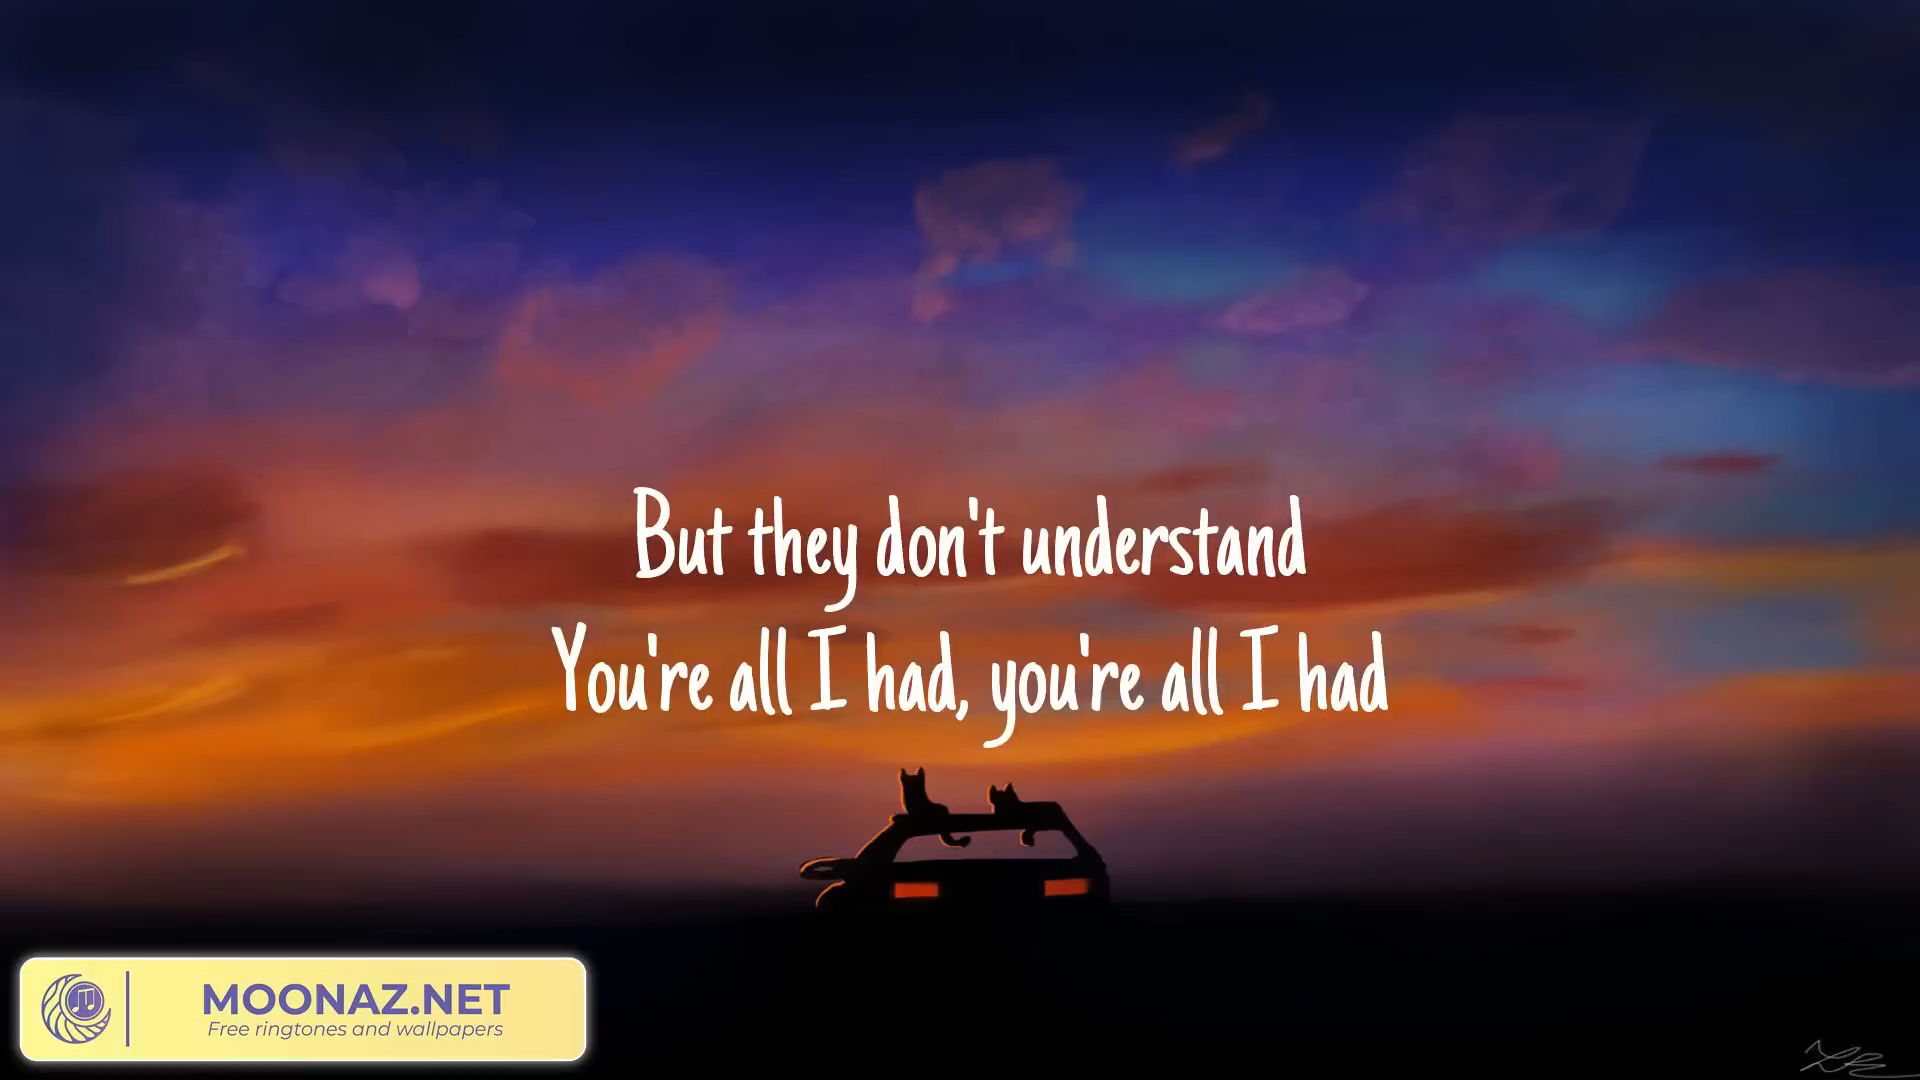 But they don't understand
You're all I had, you're all I had
MOONAZ.NET
Free ringtones and wallpapers